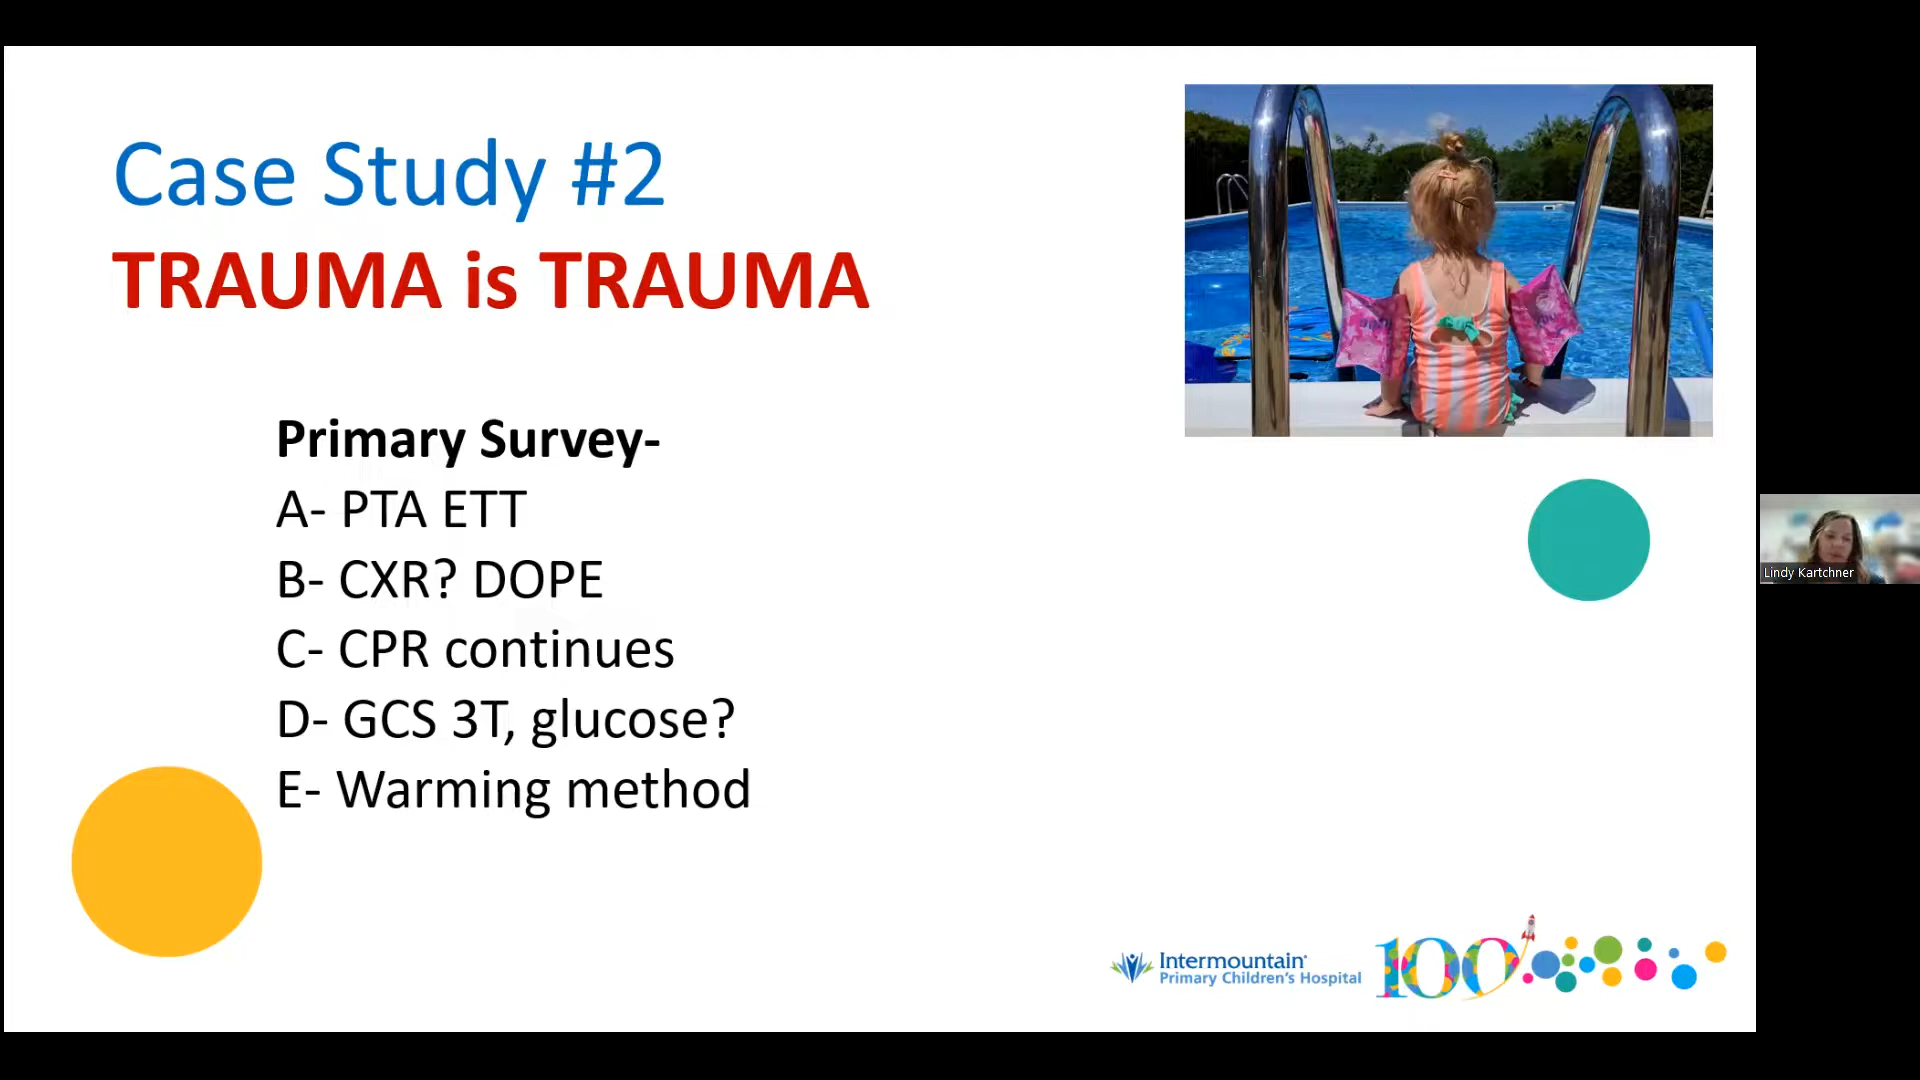 Case Study #2
TRAUMA is TRAUMA
Primary Survey-
A- PTA ETT
B- CXR? DOPE
C- CPR continues
D- GCS 3T, glucose?
E- Warming method
Lindy Kartchner
Intermountain
Primary Children's Hospital
100